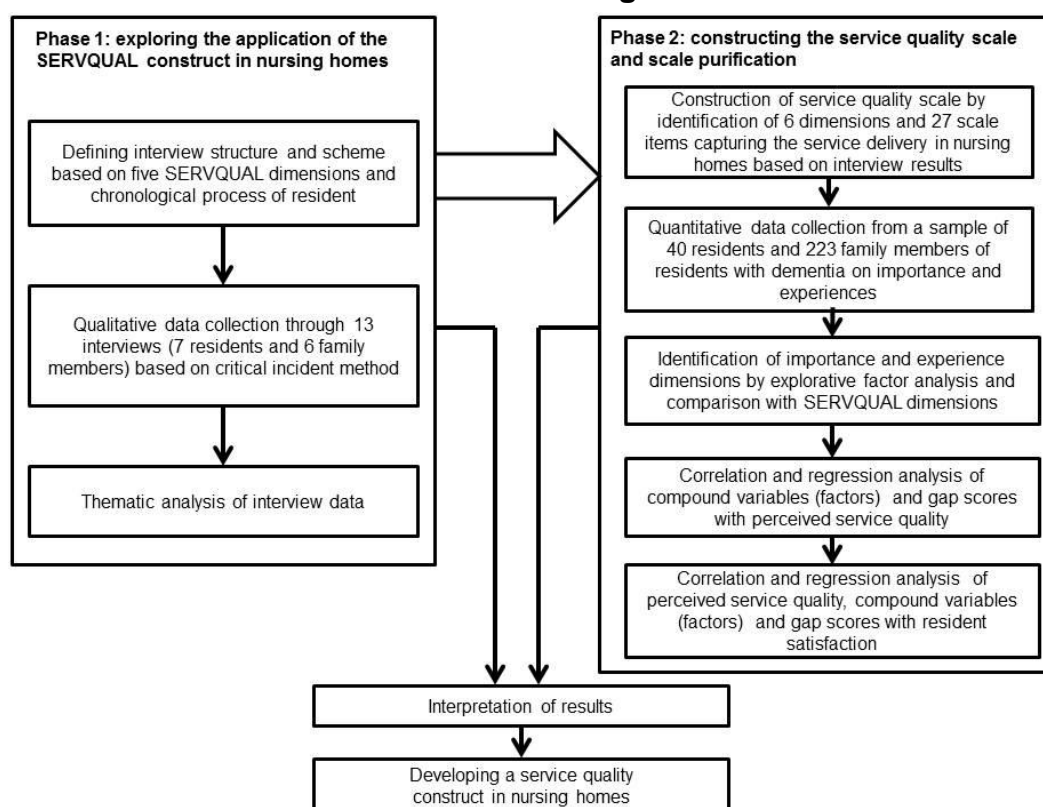 Phase 1: exploring the application of the
SERVQUAL construct in nursing homes
Defining interview structure and scheme
based on five SERVQUAL dimensions and
chronological process of resident
Qualitative data collection through 13
interviews (7 residents and 6 family
members) based on critical incident method
Thematic analysis of interview data
Phase 2: constructing the service quality scale
and scale purification
Construction of service quality scale by
identification of 6 dimensions and 27 scale
items capturing the service delivery in nursing
homes based on interview results
Quantitative data collection from a sample of
40 residents and 223 family members of
residents with dementia on importance and
experiences
Identification of importance and experience
dimensions by explorative factor analysis and
comparison with SERVQUAL dimensions
Correlation and regression analysis of
compound variables (factors) and gap scores
with perceived service quality
Correlation and regression analysis of
perceived service quality, compound variables
(factors) and gap scores with resident
satisfaction
Interpretation of results
Developing a service quality
construct in nursing homes